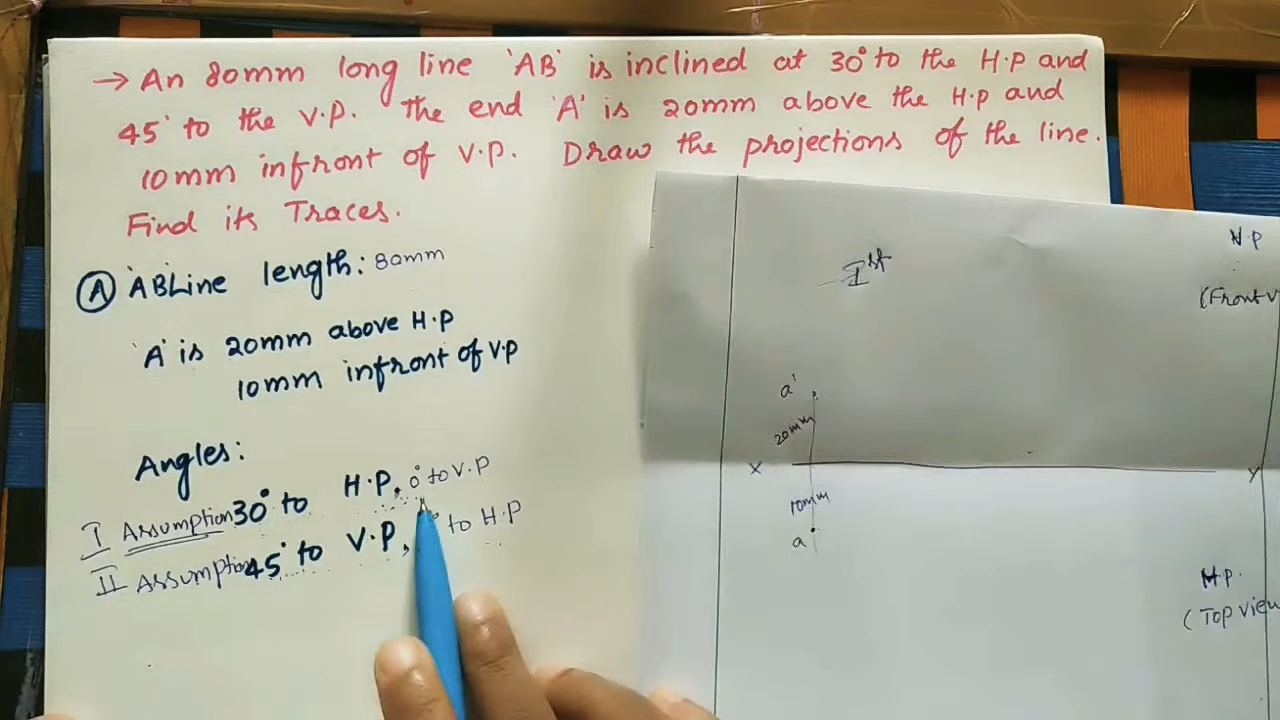 → An 80mm long line 'AB' is inclined at 30° to the H.P and
45° to the V.P. The end 'A' is 20mm above the H.P and
10mm infront of V.P. Draw the projections of the line.
Find its Traces.
A 'AB' Line length: 80mm
'A' is 20mm above H.P
10mm infront of V.P
Angles:
I Assumption 30° to H.P, 0° to V.P
II Assumption 45° to V.P, to H.P
Ist
V.P
(Front V
a'
20mm
X
Y
10mm
a
H.P.
(Top view